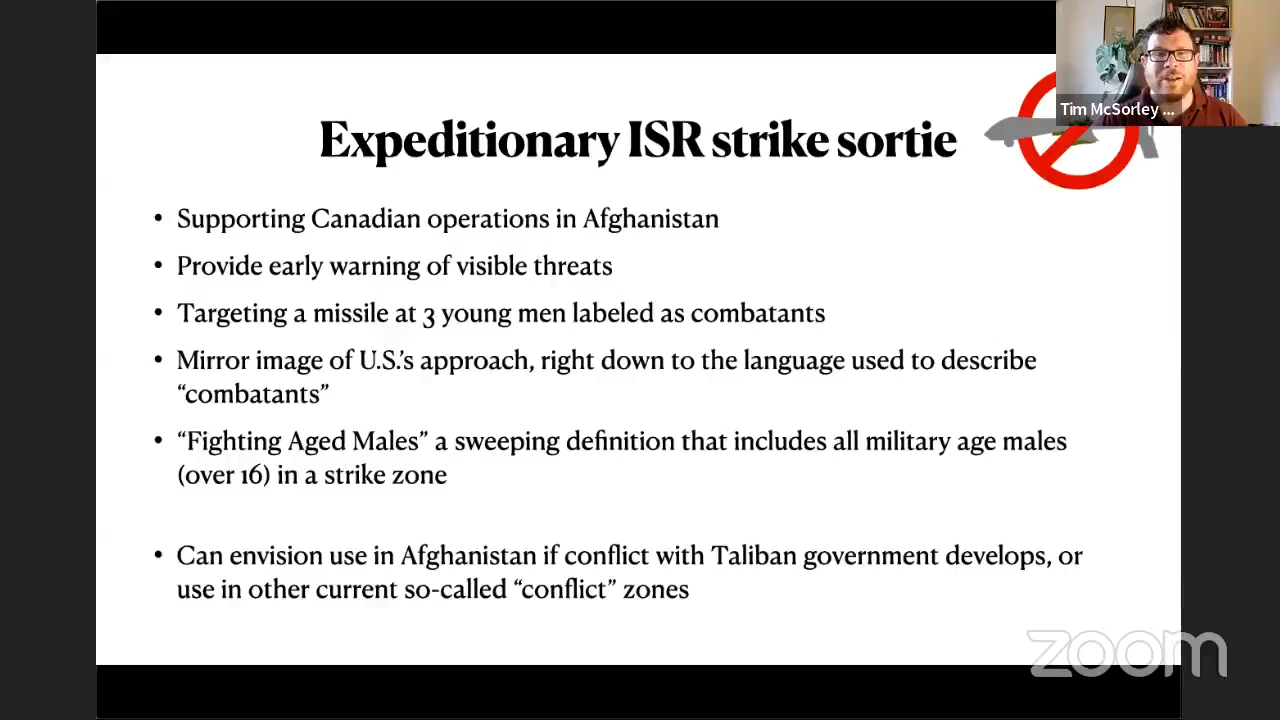 Tim McSorley ...
Expeditionary ISR strike sortie
• Supporting Canadian operations in Afghanistan
• Provide early warning of visible threats
• Targeting a missile at 3 young men labeled as combatants
• Mirror image of U.S.’s approach, right down to the language used to describe
“combatants”
• “Fighting Aged Males” a sweeping definition that includes all military age males
(over 16) in a strike zone
• Can envision use in Afghanistan if conflict with Taliban government develops, or
use in other current so-called “conflict” zones
zoom